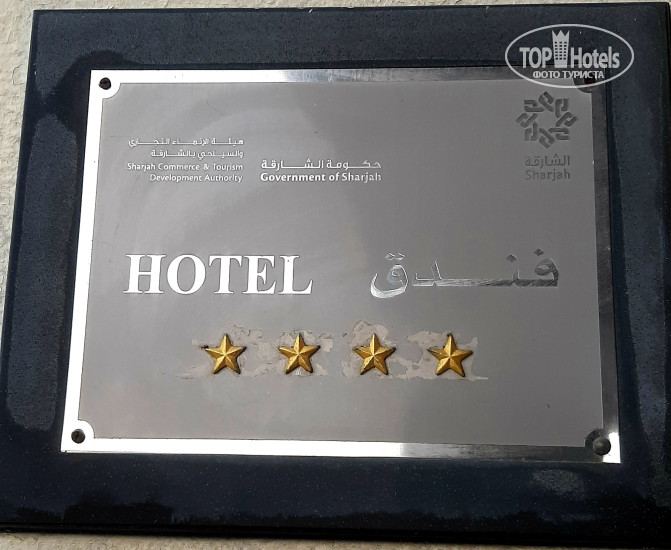 TOP Hotels
ФОТО ТУРИСТА
هيئة الإنماء التجاري
والسياحي بالشارقة
Sharjah Commerce & Tourism
Development Authority
حكومة الشارقة
Government of Sharjah
الشارقة
Sharjah
HOTEL
فندق